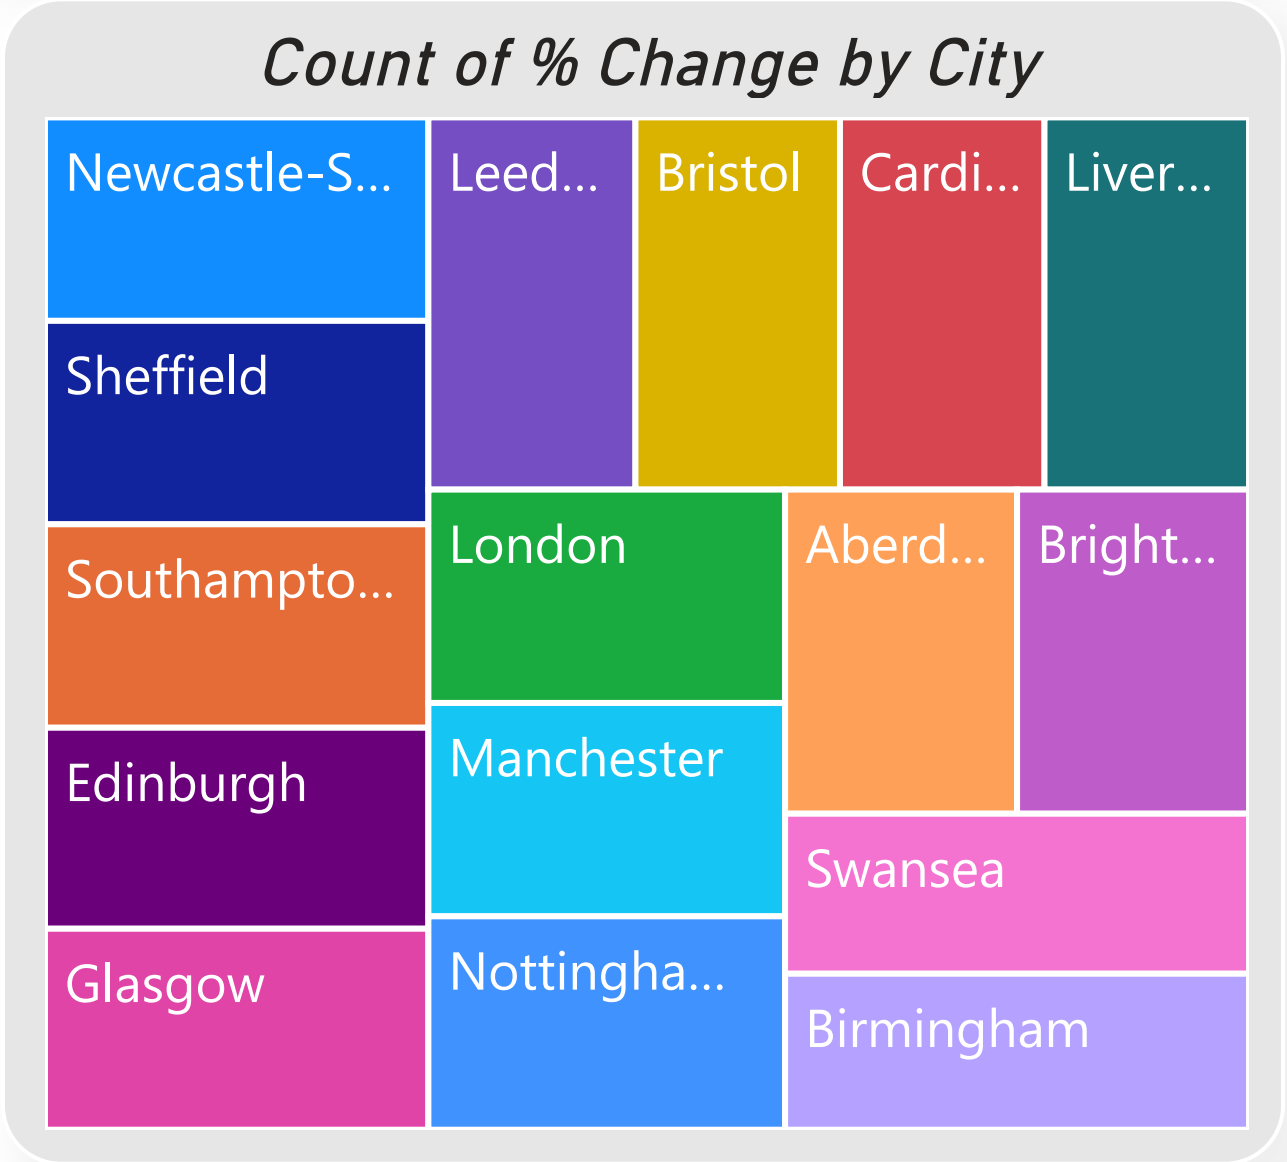 Count of % Change by City
Newcastle-S...
Leed...
Bristol
Cardi...
Liver...
Sheffield
Southampto...
London
Aberd...
Bright...
Edinburgh
Manchester
Swansea
Glasgow
Nottingha...
Birmingham